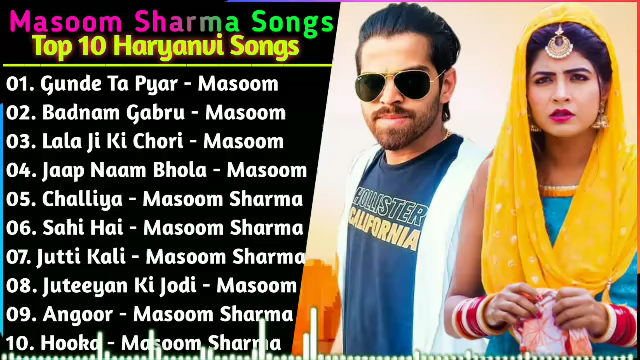 Masoom Sharma Songs
Top 10 Haryanvi Songs
01. Gunde Ta Pyar - Masoom
02. Badnam Gabru - Masoom
03. Lala Ji Ki Chori - Masoom
04. Jaap Naam Bhola - Masoom
05. Challiya - Masoom Sharma
06. Sahi Hai - Masoom Sharma
07. Jutti Kali - Masoom Sharma
08. Juteeyan Ki Jodi - Masoom
09. Angoor - Masoom Sharma
10. Hooka - Masoom Sharma
HOLLISTER
CALIFORNIA